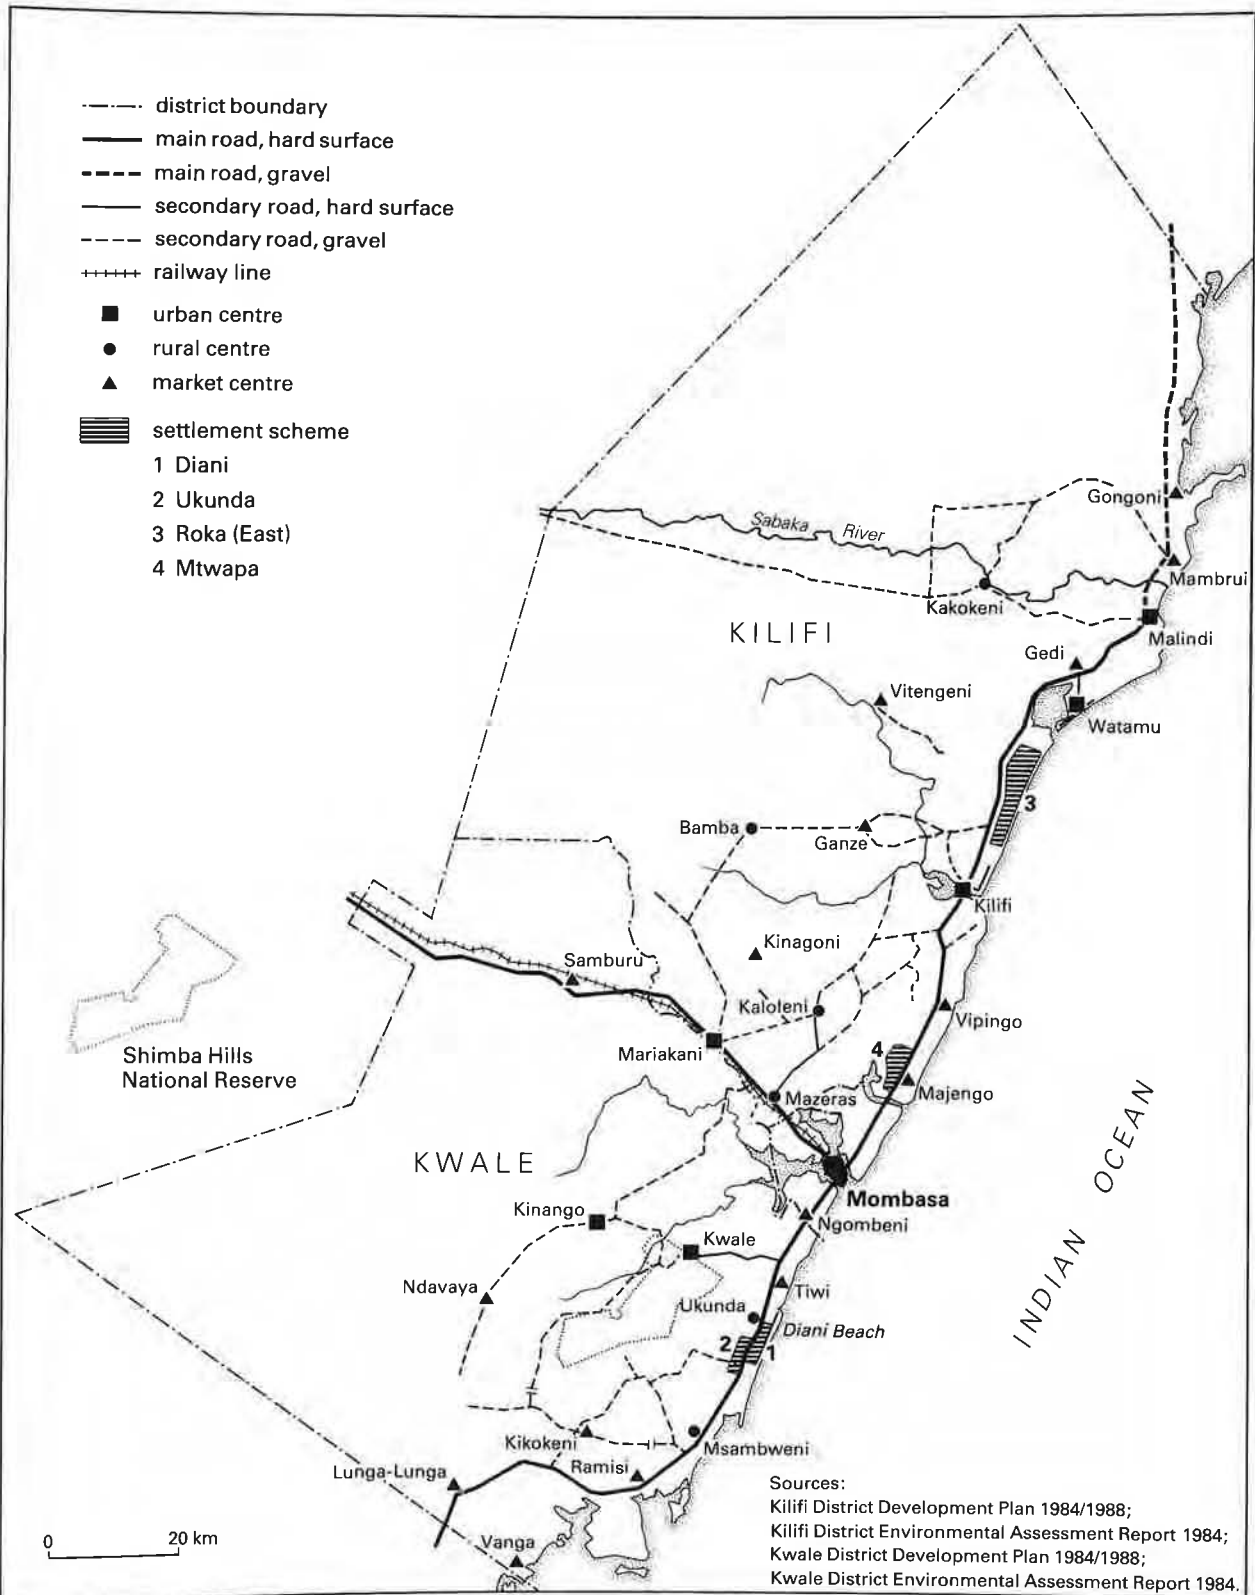 district boundary
main road, hard surface
main road, gravel
secondary road, hard surface
secondary road, gravel
railway line
urban centre
rural centre
market centre
settlement scheme
1 Diani
2 Ukunda
3 Roka (East)
4 Mtwapa
Gongoni
Sabaka River
Mambrui
Kakokeni
KILIFI
Malindi
Gedi
Vitengeni
Watamu
3
Bamba
Ganze
Kilifi
Kinagoni
Samburu
Kaloleni
Vipingo
Mariakani
4
Shimba Hills
National Reserve
Majengo
Mazeras
INDIAN OCEAN
KWALE
Mombasa
Kinango
Ngombeni
Kwale
Ndavaya
Tiwi
Ukunda
Diani Beach
2
1
Kikokeni
Msambweni
Ramisi
Lunga-Lunga
Vanga
0 20 km
Sources:
Kilifi District Development Plan 1984/1988;
Kilifi District Environmental Assessment Report 1984;
Kwale District Development Plan 1984/1988;
Kwale District Environmental Assessment Report 1984.